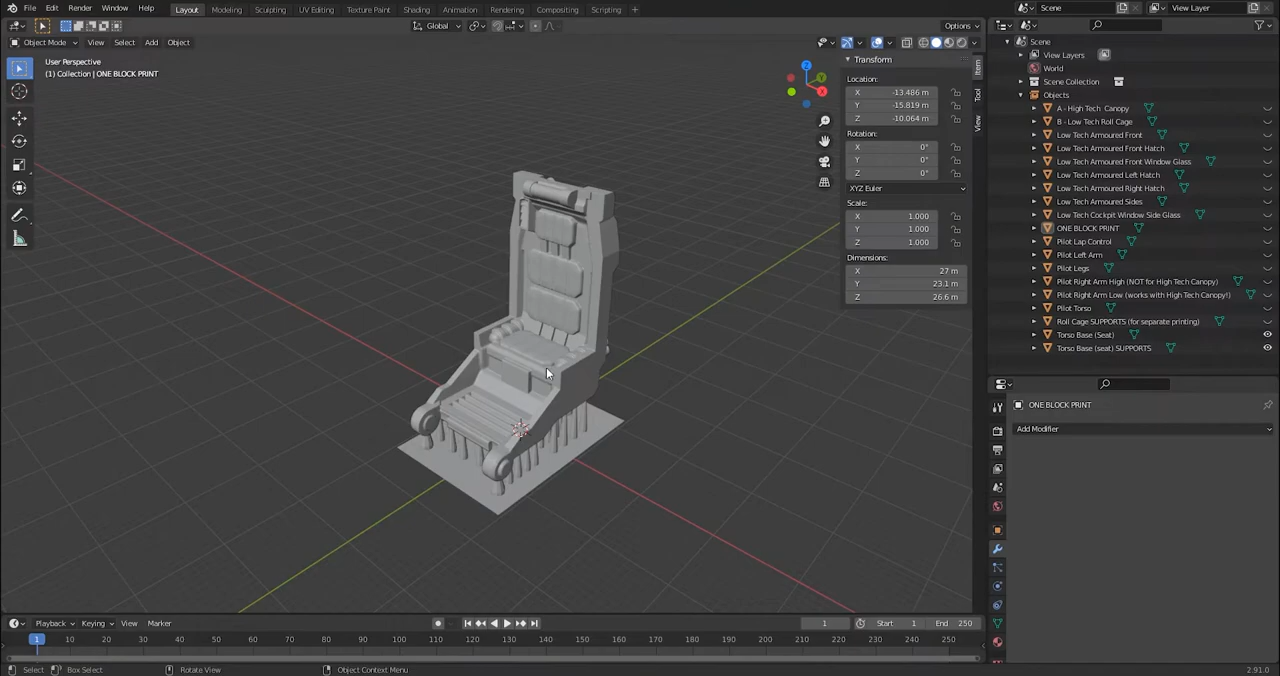 File Edit Render Window Help Layout Modeling Sculpting UV Editing Texture Paint Shading Animation Rendering Compositing Scripting + Scene View Layer
Global Options
Object Mode View Select Add Object
User Perspective
(1) Collection | ONE BLOCK PRINT
Z
Y
X
Transform
Location:
X -13.486 m
Y -15.819 m
Z -10.064 m
Rotation:
X 0°
Y 0°
Z 0°
XYZ Euler
Scale:
X 1.000
Y 1.000
Z 1.000
Dimensions:
X 27 m
Y 23.1 m
Z 26.6 m
Item
Tool
View
Scene
View Layers
World
Scene Collection
Objects
A - High Tech Canopy
B - Low Tech Roll Cage
Low Tech Armoured Front
Low Tech Armoured Front Hatch
Low Tech Armoured Front Window Glass
Low Tech Armoured Left Hatch
Low Tech Armoured Right Hatch
Low Tech Armoured Sides
Low Tech Cockpit Window Side Glass
ONE BLOCK PRINT
Pilot Lap Control
Pilot Left Arm
Pilot Legs
Pilot Right Arm High (NOT for High Tech Canopy)
Pilot Right Arm Low (works with High Tech Canopy!)
Pilot Torso
Roll Cage SUPPORTS (for separate printing)
Torso Base (Seat)
Torso Base (seat) SUPPORTS
ONE BLOCK PRINT
Add Modifier
Playback Keying View Marker 1 Start 1 End 250
1 10 20 30 40 50 60 70 80 90 100 110 120 130 140 150 160 170 180 190 200 210 220 230 240 250
Select Box Select Rotate View Object Context Menu 2.91.0